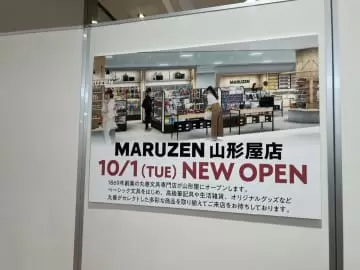 MARUZEN
MARUZEN 山形屋店
10/1(TUE) NEW OPEN
1869年創業の丸善文具専門店が山形屋にオープンします。
ベーシック文具をはじめ、高級筆記具や生活雑貨、オリジナルグッズなど
丸善がセレクトした多彩な商品を取り揃えてご来店をお待ちしております。